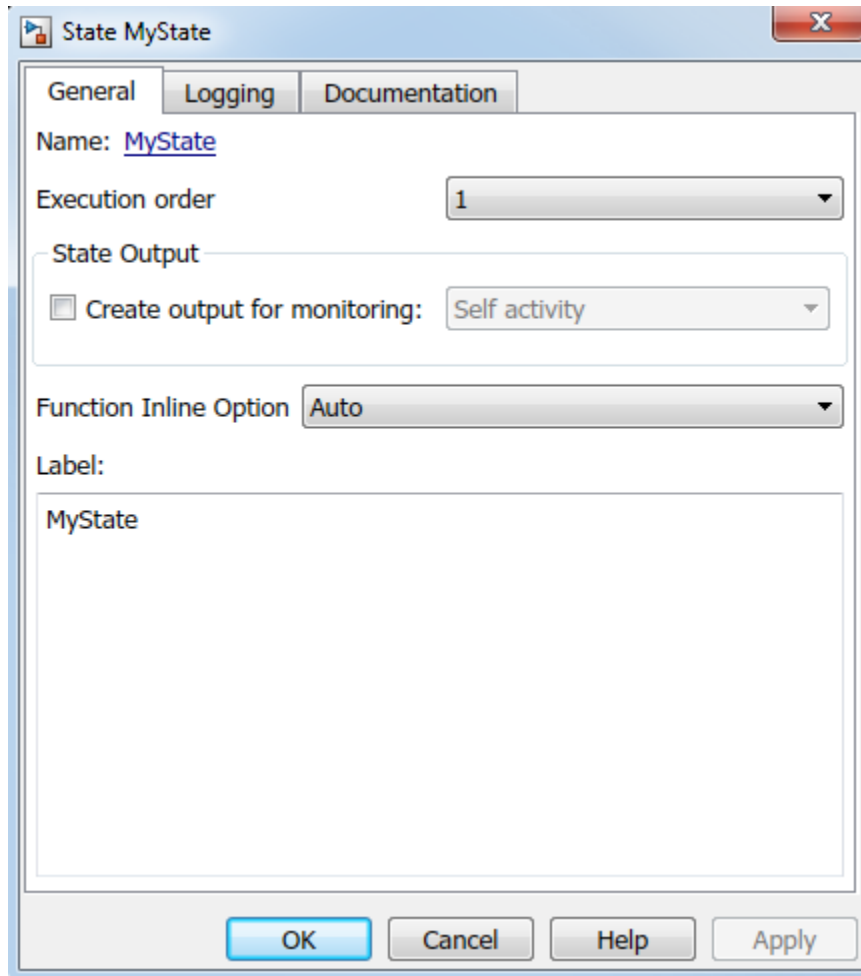 State MyState
General Logging Documentation
Name: MyState
Execution order 1
State Output
Create output for monitoring: Self activity
Function Inline Option Auto
Label:
MyState
OK Cancel Help Apply